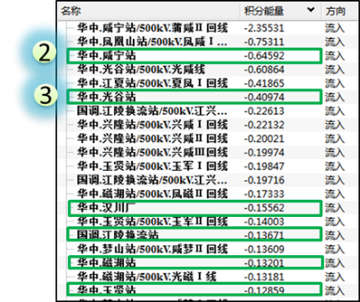 名称 积分能量 方向
华中.咸宁站/500kV.蒲咸Ⅱ回线 -2.35531 流入
华中.凤凰山站/500kV.凤咸Ⅰ... -0.75311 流入
② 华中.咸宁站 -0.64592 流入
华中.光谷站/500kV.光咸线 -0.60864 流入
华中.江夏站/500kV.夏凤Ⅰ回线 -0.41865 流入
③ 华中.光谷站 -0.40974 流入
国调.江陵换流站/500kV.江兴... -0.22613 流入
华中.兴隆站/500kV.兴咸Ⅰ回线 -0.22132 流入
华中.兴隆站/500kV.兴咸Ⅱ回线 -0.20021 流入
华中.兴隆站/500kV.兴咸Ⅲ回线 -0.19974 流入
华中.玉贤站/500kV.玉军Ⅰ回线 -0.19847 流入
国调.江陵换流站/500kV.江兴... -0.19716 流入
华中.磁湖站/500kV.凤磁Ⅱ回线 -0.17333 流入
华中.汉川厂 -0.15562 流入
华中.玉贤站/500kV.玉军Ⅱ回线 -0.14003 流入
国调.江陵换流站 -0.13671 流入
华中.梦山站/500kV.咸梦Ⅱ回线 -0.13609 流入
华中.磁湖站 -0.13201 流入
华中.磁湖站/500kV.光磁Ⅰ线 -0.13181 流入
华中.玉贤站 -0.12859 流入